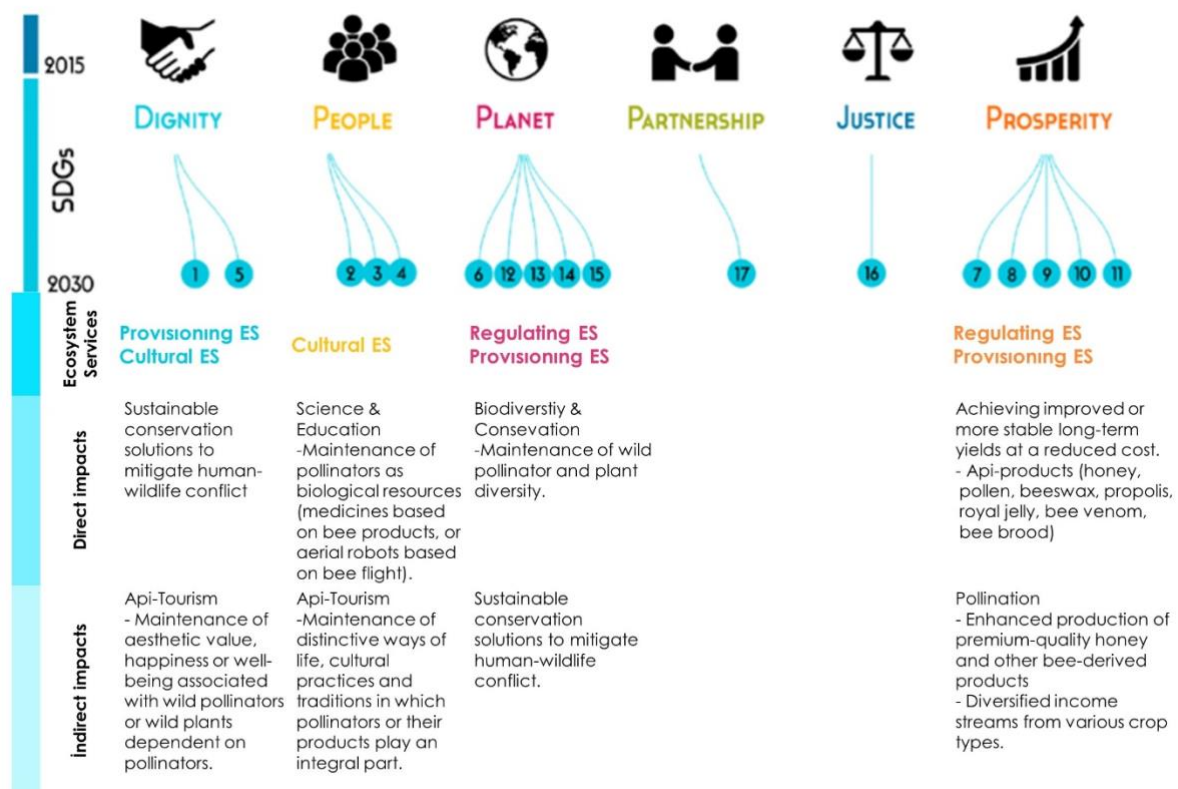 2015
SDGs
2030
DIGNITY
PEOPLE
PLANET
PARTNERSHIP
JUSTICE
PROSPERITY
1 5
2 3 4
6 12 13 14 15
17
16
7 8 9 10 11
Ecosystem
Services
Provisioning ES
Cultural ES
Cultural ES
Regulating ES
Provisioning ES
Regulating ES
Provisioning ES
Direct impacts
Sustainable
conservation
solutions to
mitigate human-
wildlife conflict
Science &
Education
-Maintenance of
pollinators as
biological resources
(medicines based
on bee products, or
aerial robots based
on bee flight).
Biodiverstiy &
Consevation
-Maintenance of wild
pollinator and plant
diversity.
Achieving improved or
more stable long-term
yields at a reduced cost.
- Api-products (honey,
pollen, beeswax, propolis,
royal jelly, bee venom,
bee brood)
indirect impacts
Api-Tourism
- Maintenance of
aesthetic value,
happiness or well-
being associated
with wild pollinators
or wild plants
dependent on
pollinators.
Api-Tourism
-Maintenance of
distinctive ways of
life, cultural
practices and
traditions in which
pollinators or their
products play an
integral part.
Sustainable
conservation
solutions to mitigate
human-wildlife
conflict.
Pollination
- Enhanced production of
premium-quality honey
and other bee-derived
products
- Diversified income
streams from various crop
types.